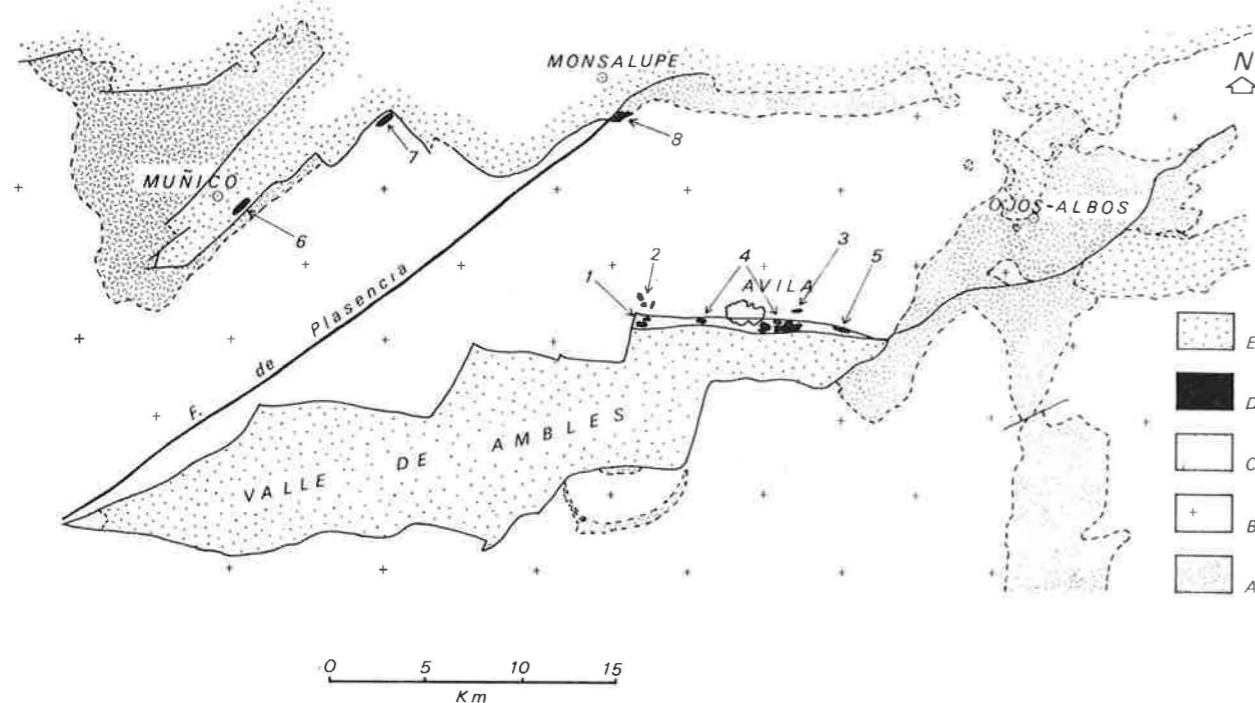 MONSALUPE
N
8
7
MUÑICO
6
OJOS-ALBOS
2
4
3
1
AVILA
5
F. de Plasencia
VALLE DE AMBLES
E
D
C
B
A
0 5 10 15
Km